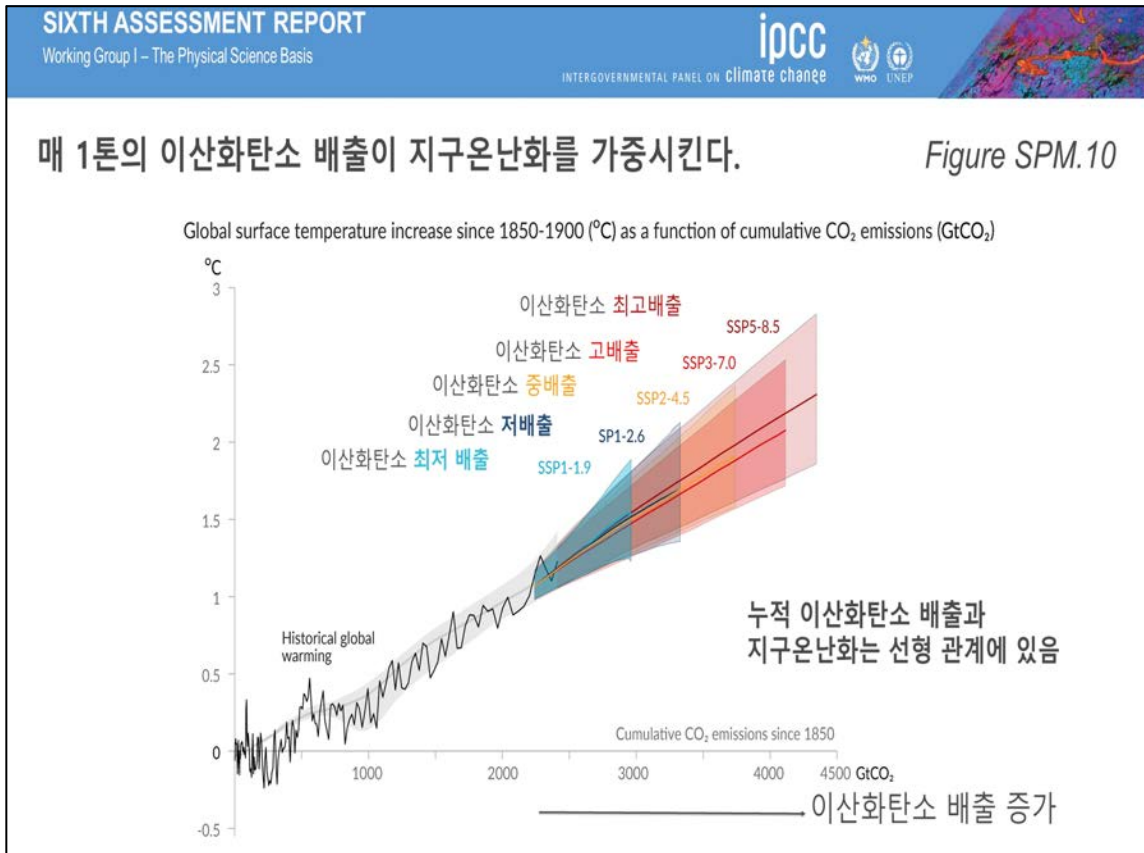 SIXTH ASSESSMENT REPORT
Working Group I – The Physical Science Basis
ipcc
INTERGOVERNMENTAL PANEL ON climate change
WMO UNEP
매 1톤의 이산화탄소 배출이 지구온난화를 가중시킨다.
Figure SPM.10
Global surface temperature increase since 1850-1900 (°C) as a function of cumulative CO₂ emissions (GtCO₂)
°C
3
이산화탄소 최고배출
SSP5-8.5
이산화탄소 고배출
SSP3-7.0
2.5
이산화탄소 중배출
SSP2-4.5
이산화탄소 저배출
SP1-2.6
2
이산화탄소 최저 배출
SSP1-1.9
1.5
1
누적 이산화탄소 배출과
지구온난화는 선형 관계에 있음
Historical global
warming
0.5
Cumulative CO₂ emissions since 1850
0
1000 2000 3000 4000 4500 GtCO₂
이산화탄소 배출 증가
-0.5